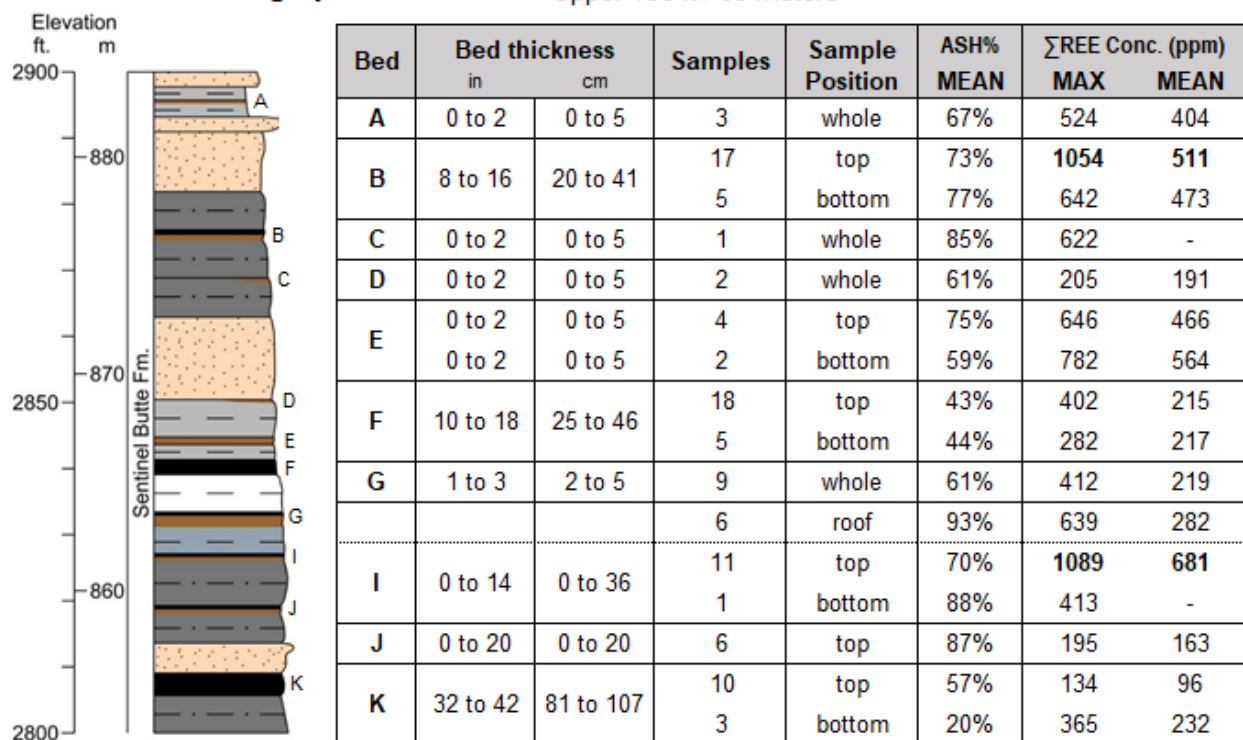 Elevation
ft. m
2900
880
870
2850
860
2800
Sentinel Butte Fm.
A
B
C
D
E
F
G
I
J
K
Bed Bed thickness Samples Sample Position ASH% ∑REE Conc. (ppm)
in cm MEAN MAX MEAN
A 0 to 2 0 to 5 3 whole 67% 524 404
B 8 to 16 20 to 41 17 top 73% 1054 511
5 bottom 77% 642 473
C 0 to 2 0 to 5 1 whole 85% 622 -
D 0 to 2 0 to 5 2 whole 61% 205 191
E 0 to 2 0 to 5 4 top 75% 646 466
0 to 2 0 to 5 2 bottom 59% 782 564
F 10 to 18 25 to 46 18 top 43% 402 215
5 bottom 44% 282 217
G 1 to 3 2 to 5 9 whole 61% 412 219
6 roof 93% 639 282
I 0 to 14 0 to 36 11 top 70% 1089 681
1 bottom 88% 413 -
J 0 to 20 0 to 20 6 top 87% 195 163
K 32 to 42 81 to 107 10 top 57% 134 96
3 bottom 20% 365 232